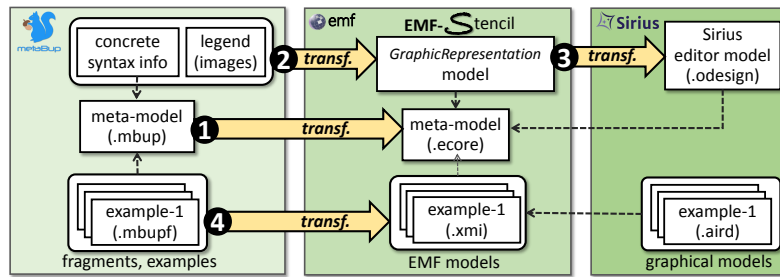 metaBup
concrete
syntax info
legend
(images)
2
transf.
meta-model
(.mbup)
1
transf.
example-1
(.mbupf)
4
transf.
fragments, examples
emf
EMF-Stencil
GraphicRepresentation
model
3
transf.
meta-model
(.ecore)
example-1
(.xmi)
EMF models
Sirius
Sirius
editor model
(.odesign)
example-1
(.aird)
graphical models